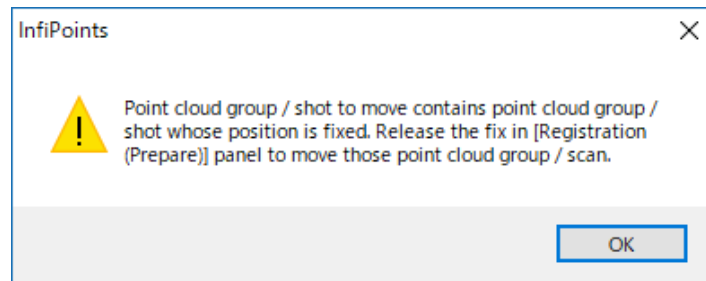 InfiPoints
Point cloud group / shot to move contains point cloud group /
shot whose position is fixed. Release the fix in [Registration
(Prepare)] panel to move those point cloud group / scan.
OK